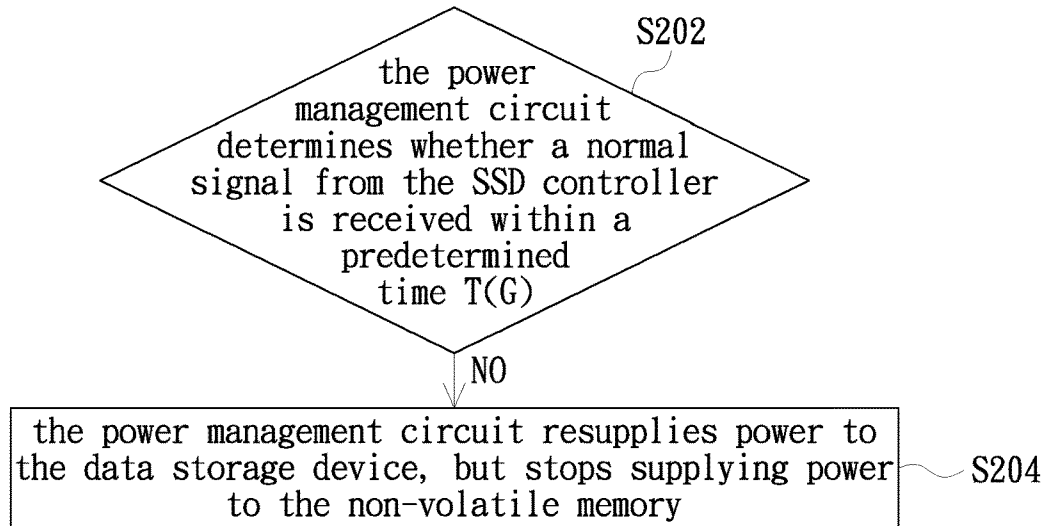 S202
the power
management circuit
determines whether a normal
signal from the SSD controller
is received within a
predetermined
time T(G)
NO
the power management circuit resupplies power to
the data storage device, but stops supplying power
to the non-volatile memory
S204